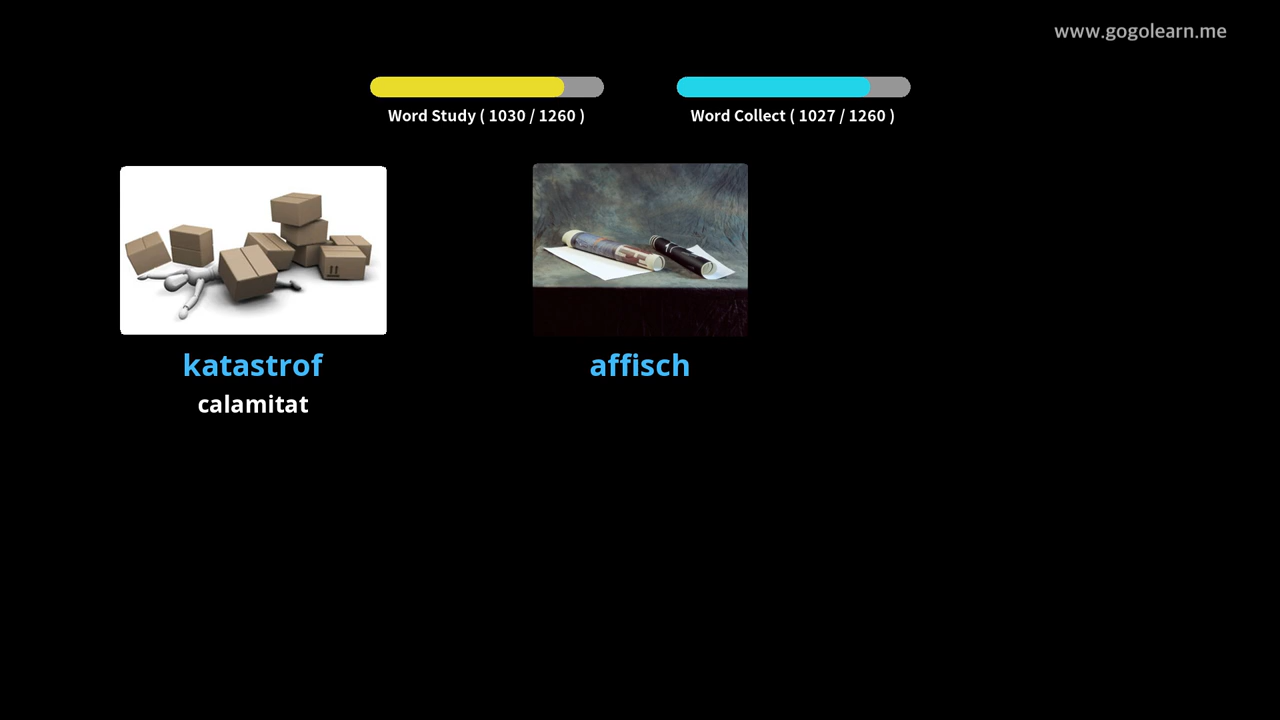 www.gogolearn.me
Word Study ( 1030 / 1260 )
Word Collect ( 1027 / 1260 )
katastrof
affisch
calamitat